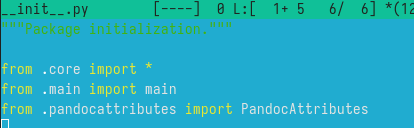 __init__.py        [----]  0 L:[  1+ 5   6/  6] *(12
"""Package initialization."""

from .core import *
from .main import main
from .pandocattributes import PandocAttributes